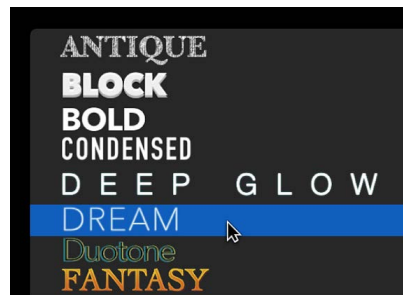 ANTIQUE
BLOCK
BOLD
CONDENSED
DEEP GLOW
DREAM
Duotone
FANTASY